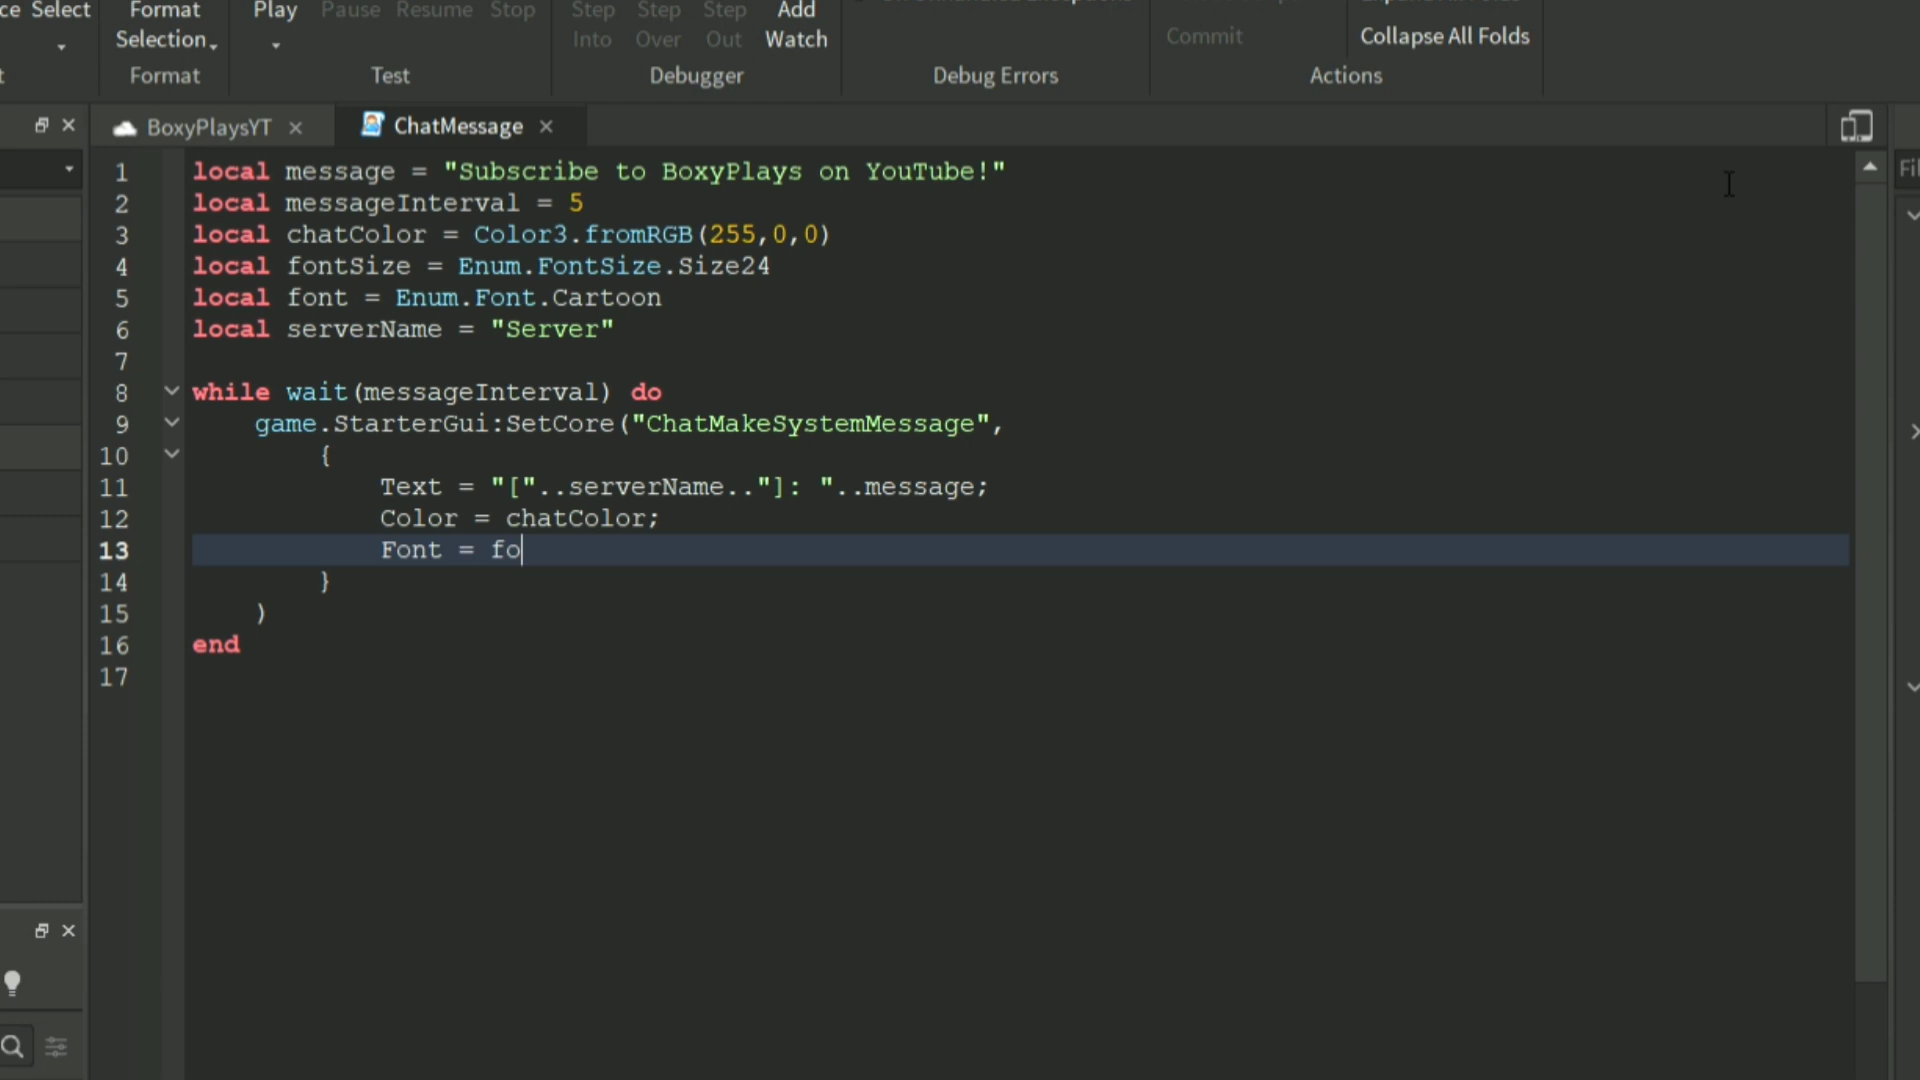 ce Select
Format
Selection
Play
Pause
Resume
Stop
Step
Into
Step
Over
Step
Out
Add
Watch
Commit
Collapse All Folds
t
Format
Test
Debugger
Debug Errors
Actions
BoxyPlaysYT
ChatMessage
Fil
1 local message = "Subscribe to BoxyPlays on YouTube!"
2 local messageInterval = 5
3 local chatColor = Color3.fromRGB(255,0,0)
4 local fontSize = Enum.FontSize.Size24
5 local font = Enum.Font.Cartoon
6 local serverName = "Server"
7
8 while wait(messageInterval) do
9 game.StarterGui:SetCore("ChatMakeSystemMessage",
10 {
11 Text = "["..serverName.."]: "..message;
12 Color = chatColor;
13 Font = fo
14 }
15 )
16 end
17